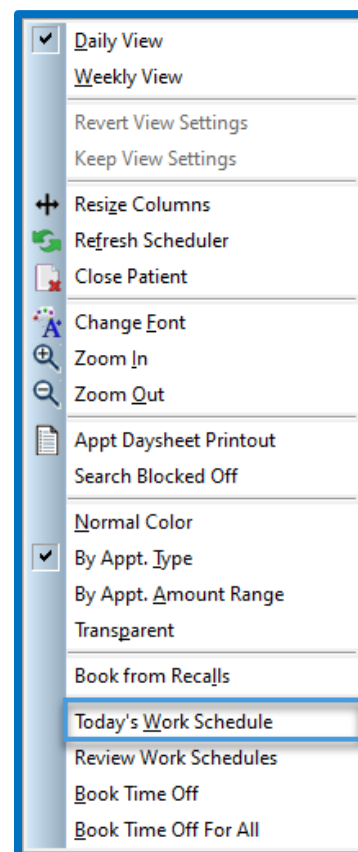 Daily View
Weekly View
Revert View Settings
Keep View Settings
Resize Columns
Refresh Scheduler
Close Patient
Change Font
Zoom In
Zoom Out
Appt Daysheet Printout
Search Blocked Off
Normal Color
By Appt. Type
By Appt. Amount Range
Transparent
Book from Recalls
Today's Work Schedule
Review Work Schedules
Book Time Off
Book Time Off For All